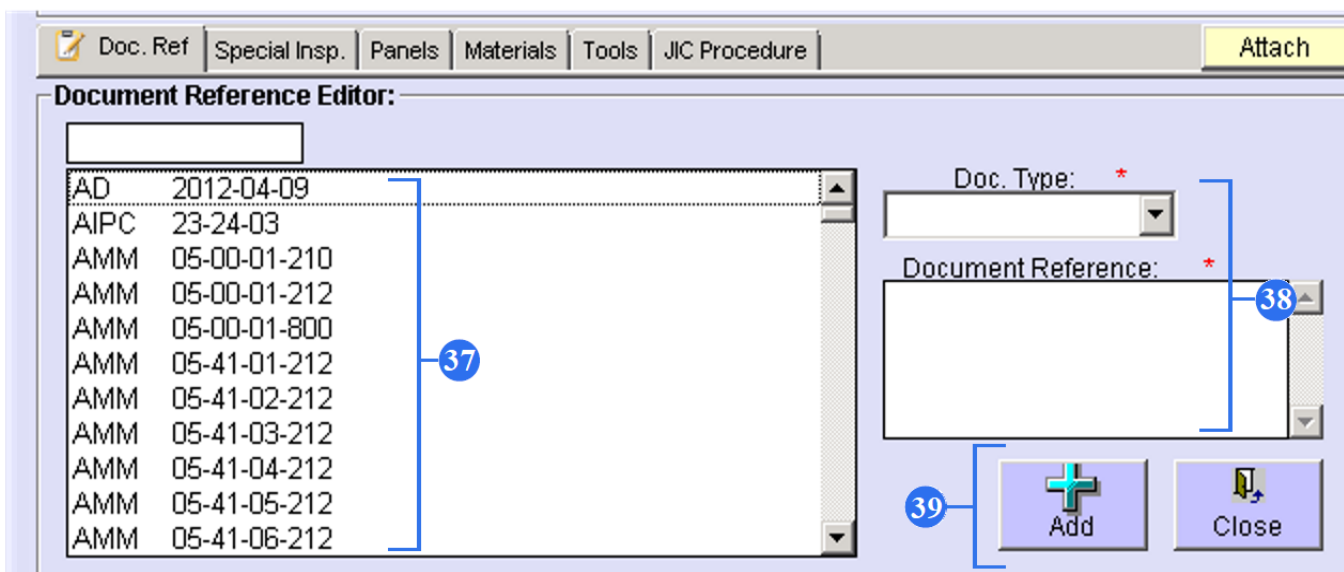 Doc. Ref Special Insp. Panels Materials Tools JIC Procedure Attach
Document Reference Editor:
AD 2012-04-09
AIPC 23-24-03
AMM 05-00-01-210
AMM 05-00-01-212
AMM 05-00-01-800
AMM 05-41-01-212
AMM 05-41-02-212
AMM 05-41-03-212
AMM 05-41-04-212
AMM 05-41-05-212
AMM 05-41-06-212
37
Doc. Type: *
Document Reference: *
38
39
Add
Close